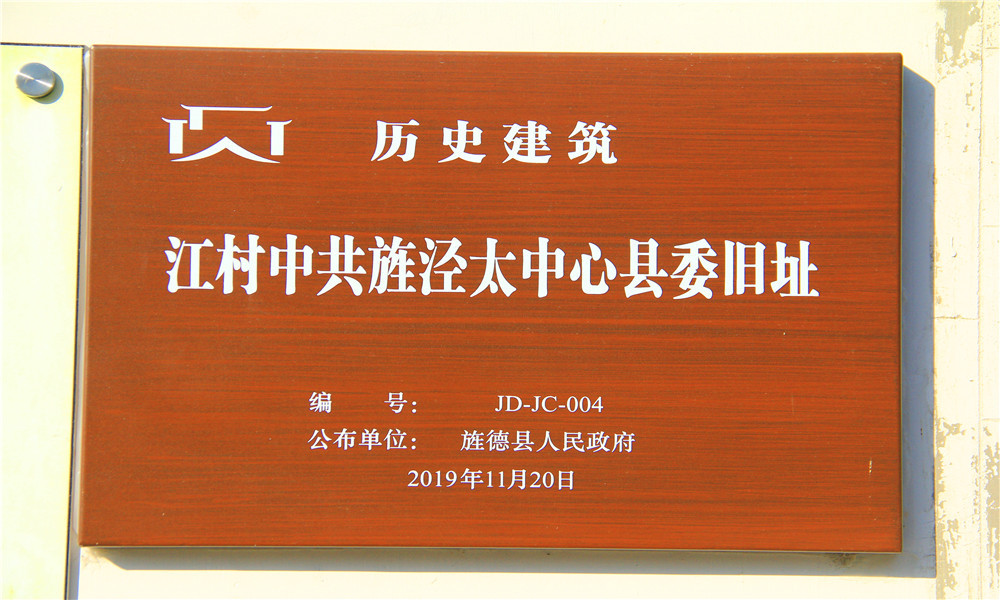 历史建筑
江村中共旌泾太中心县委旧址
编 号： JD-JC-004
公布单位： 旌德县人民政府
2019年11月20日